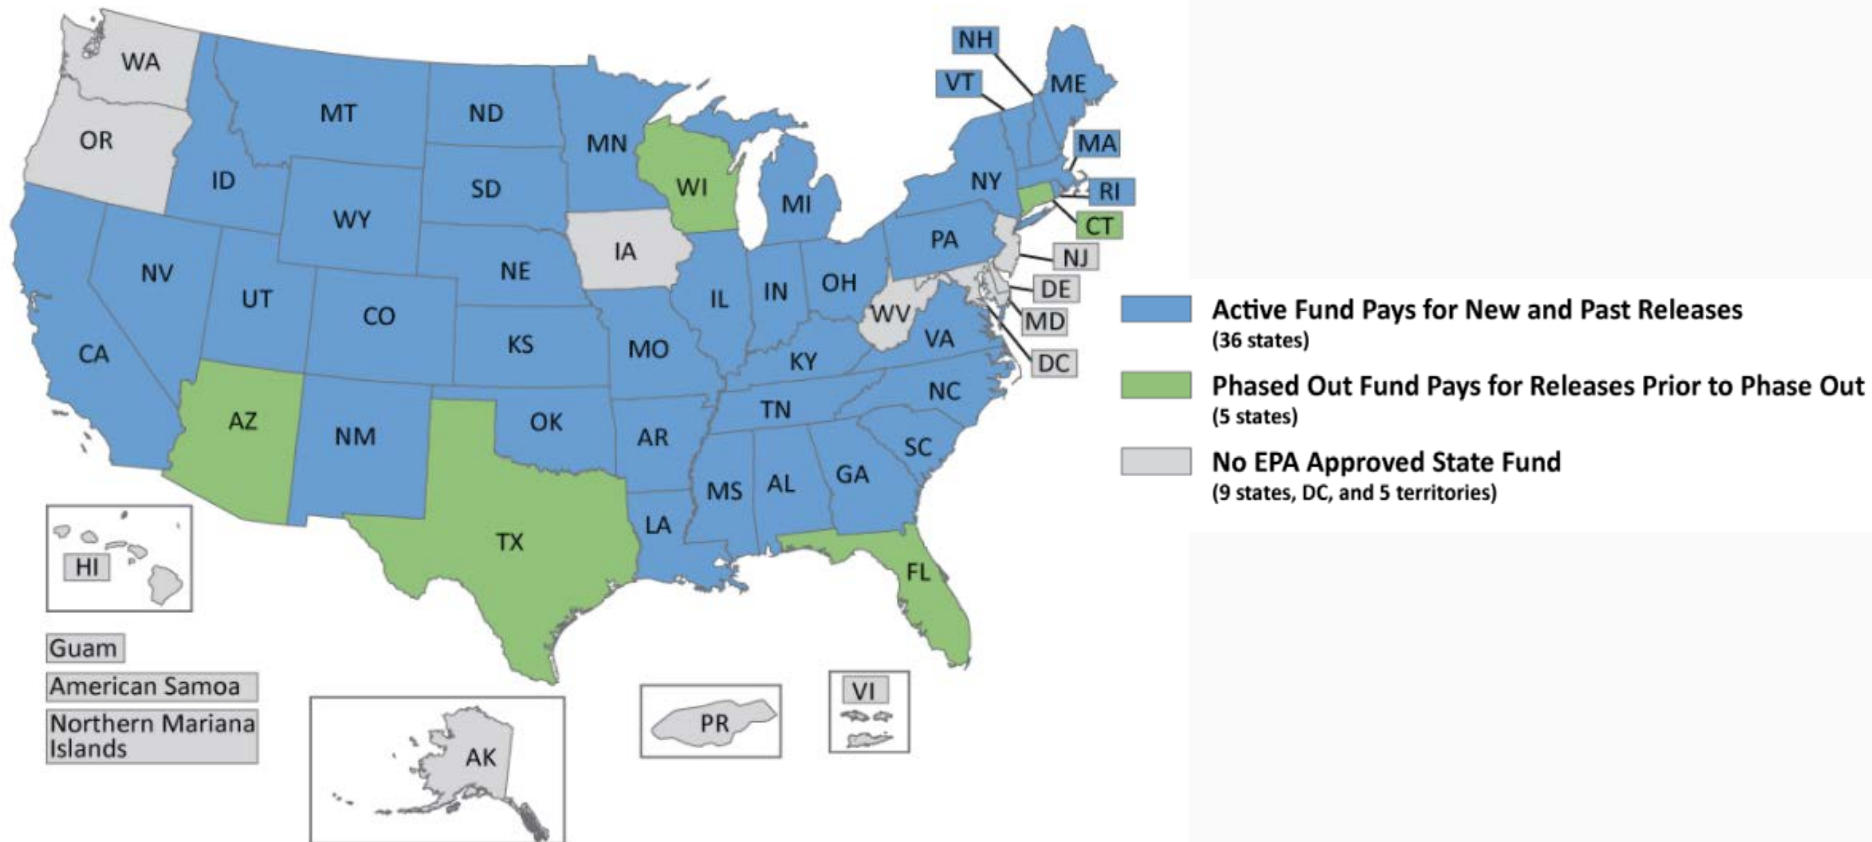 NH
VT
ME
WA
MT
ND
MN
OR
MA
ID
SD
WI
NY
RI
MI
WY
CT
PA
IA
NJ
NV
NE
OH
DE
UT
IL
IN
CO
WV
MD
KS
VA
CA
MO
KY
DC
NC
AZ
TN
OK
NM
AR
SC
GA
MS
AL
LA
TX
HI
FL
Guam
American Samoa
Northern Mariana
Islands
AK
PR
VI
Active Fund Pays for New and Past Releases
(36 states)
Phased Out Fund Pays for Releases Prior to Phase Out
(5 states)
No EPA Approved State Fund
(9 states, DC, and 5 territories)